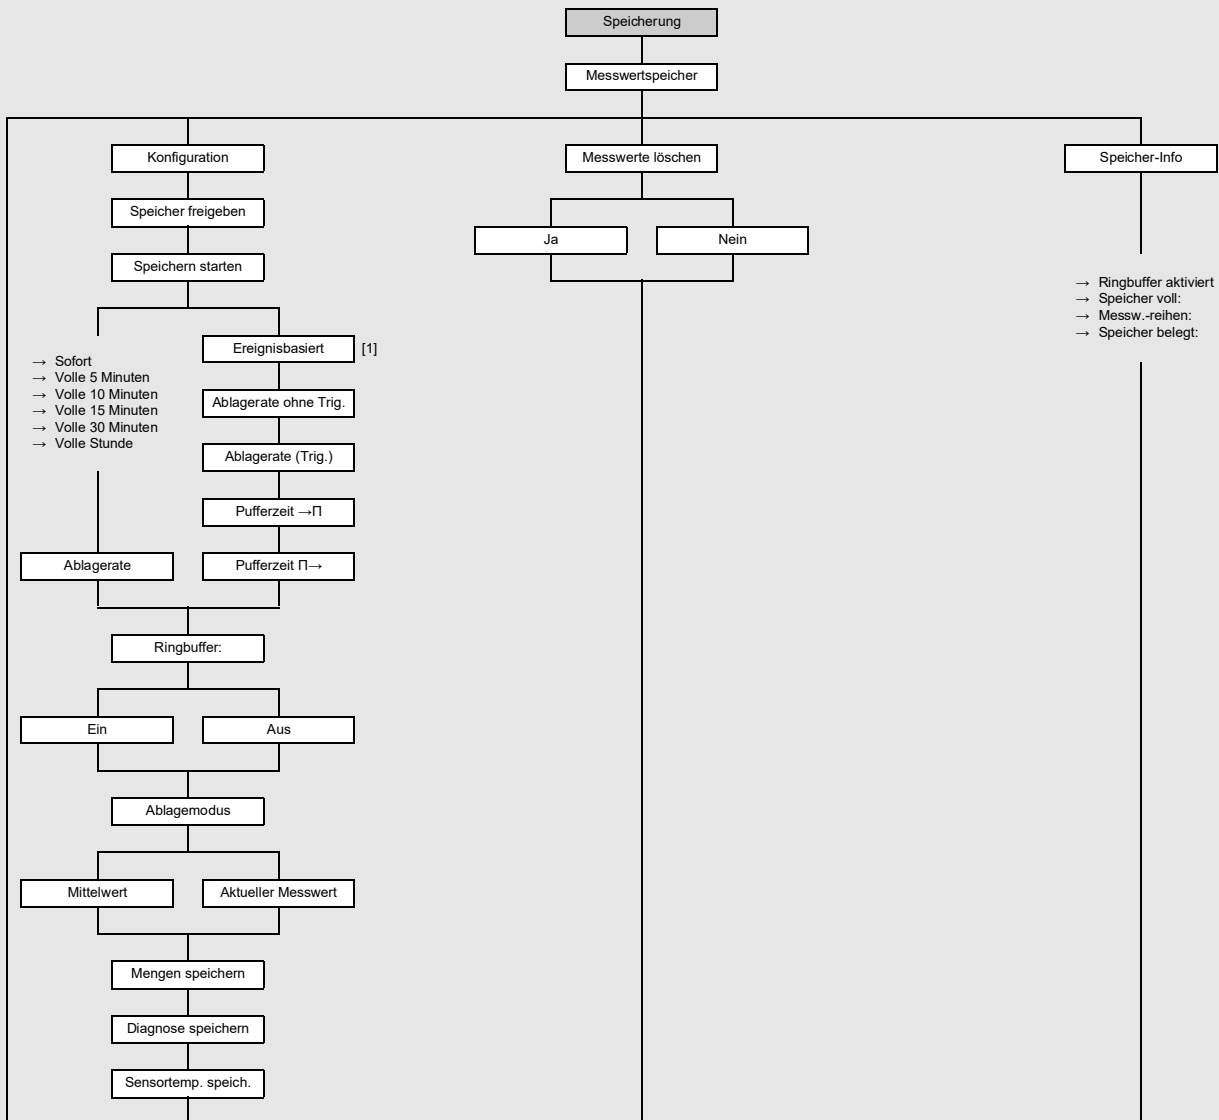 Speicherung
Messwertspeicher
Konfiguration
Messwerte löschen
Speicher-Info
Speicher freigeben
Ja
Nein
Speichern starten
→ Ringbuffer aktiviert
→ Speicher voll:
→ Messw.-reihen:
→ Speicher belegt:
→ Sofort
→ Volle 5 Minuten
→ Volle 10 Minuten
→ Volle 15 Minuten
→ Volle 30 Minuten
→ Volle Stunde
Ereignisbasiert [1]
Ablagerate ohne Trig.
Ablagerate (Trig.)
Pufferzeit →Π
Ablagerate
Pufferzeit Π→
Ringbuffer:
Ein
Aus
Ablagemodus
Mittelwert
Aktueller Messwert
Mengen speichern
Diagnose speichern
Sensortemp. speich.